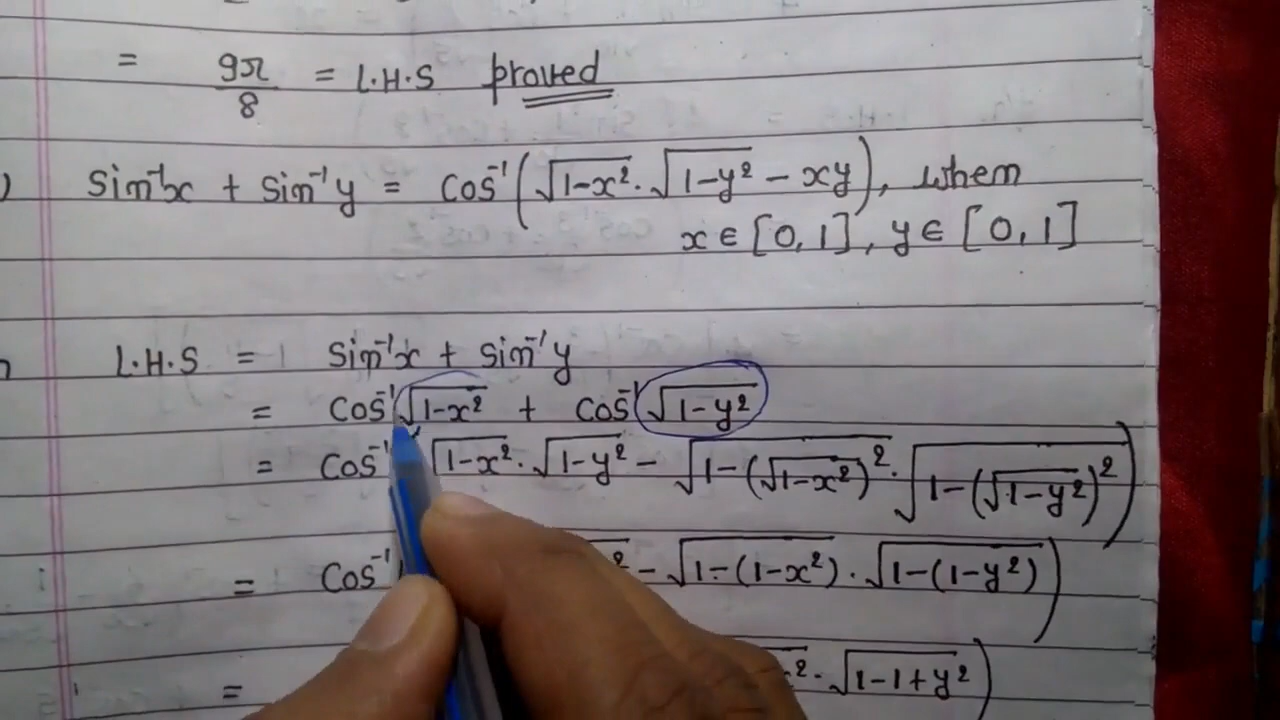 = 9π/8 = L.H.S proved
) Sin⁻¹x + Sin⁻¹y = Cos⁻¹(√1-x² · √1-y² - xy), when
x ∈ [0, 1], y ∈ [0, 1]
L.H.S = Sin⁻¹x + Sin⁻¹y
= Cos⁻¹√1-x² + Cos⁻¹√1-y²
= Cos⁻¹ √1-x² · √1-y² - √1-(√1-x²)² · √1-(√1-y²)²)
= Cos⁻¹ ² - √1-(1-x²) · √1-(1-y²))
= ² · √1-1+y²)